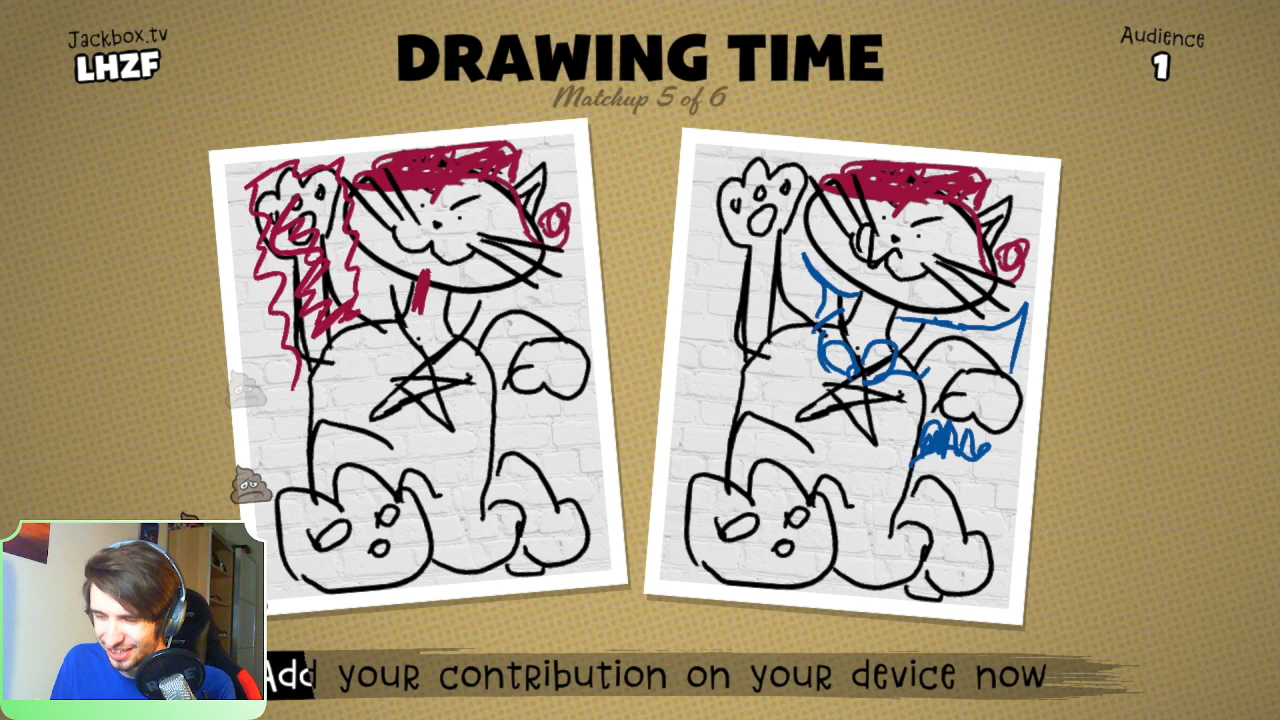 Jackbox.tv
LHZF
DRAWING TIME
Matchup 5 of 6
Audience
1
Add your contribution on your device now